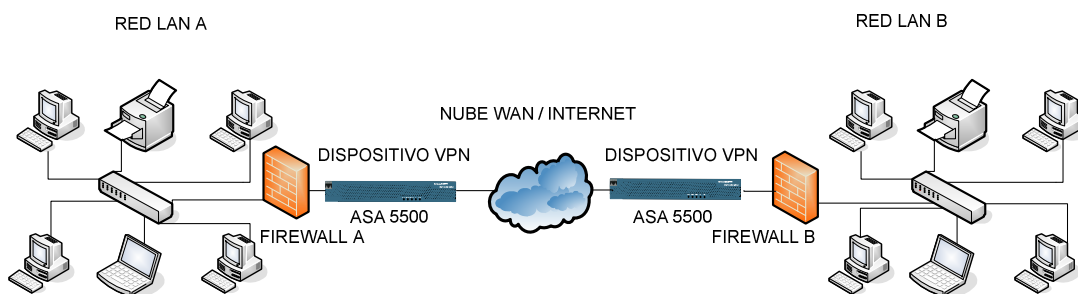 RED LAN A
RED LAN B
NUBE WAN / INTERNET
DISPOSITIVO VPN
DISPOSITIVO VPN
ASA 5500
ASA 5500
FIREWALL A
FIREWALL B